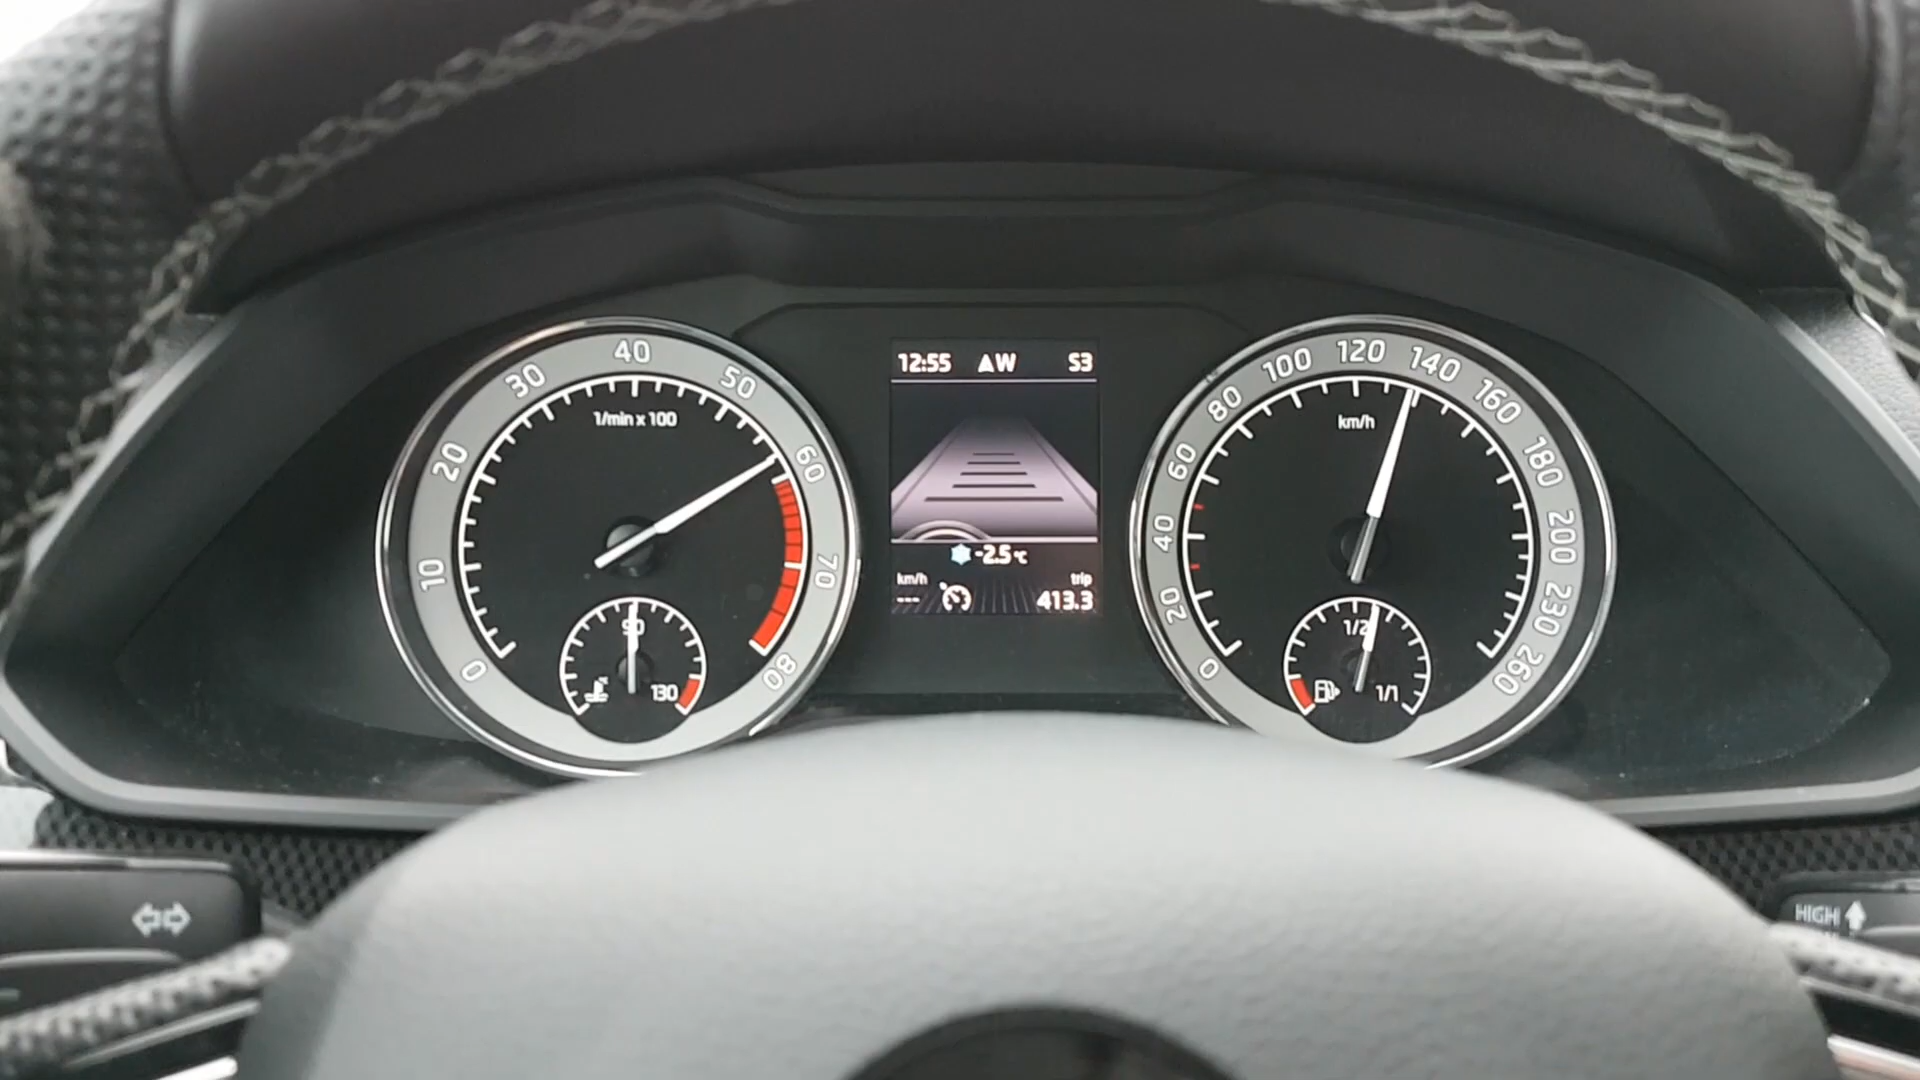 12:55 ▲W S3
-2.5 °C
km/h trip
--- 413.3
0 10 20 30 40 50 60 70 80
1/min x 100
90
130
0 20 40 60 80 100 120 140 160 180 200 230 260
km/h
1/2
1/1
HIGH